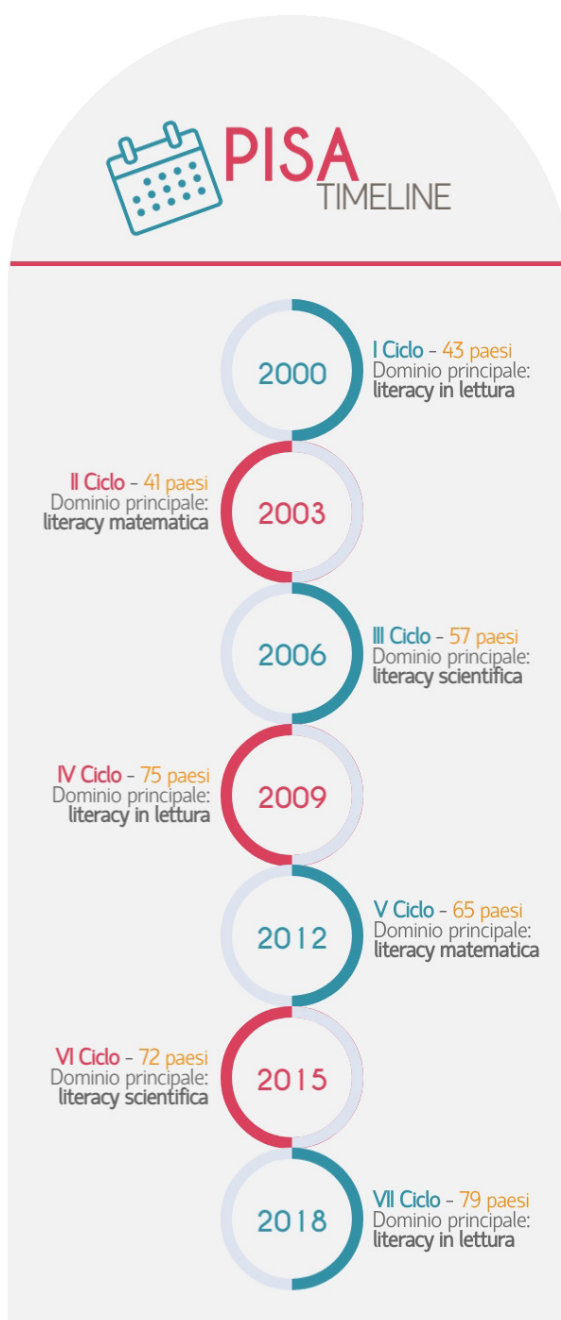 PISA
TIMELINE
2000
I Ciclo - 43 paesi
Dominio principale:
literacy in lettura
II Ciclo - 41 paesi
Dominio principale:
literacy matematica
2003
2006
III Ciclo - 57 paesi
Dominio principale:
literacy scientifica
IV Ciclo - 75 paesi
Dominio principale:
literacy in lettura
2009
2012
V Ciclo - 65 paesi
Dominio principale:
literacy matematica
VI Ciclo - 72 paesi
Dominio principale:
literacy scientifica
2015
2018
VII Ciclo - 79 paesi
Dominio principale:
literacy in lettura